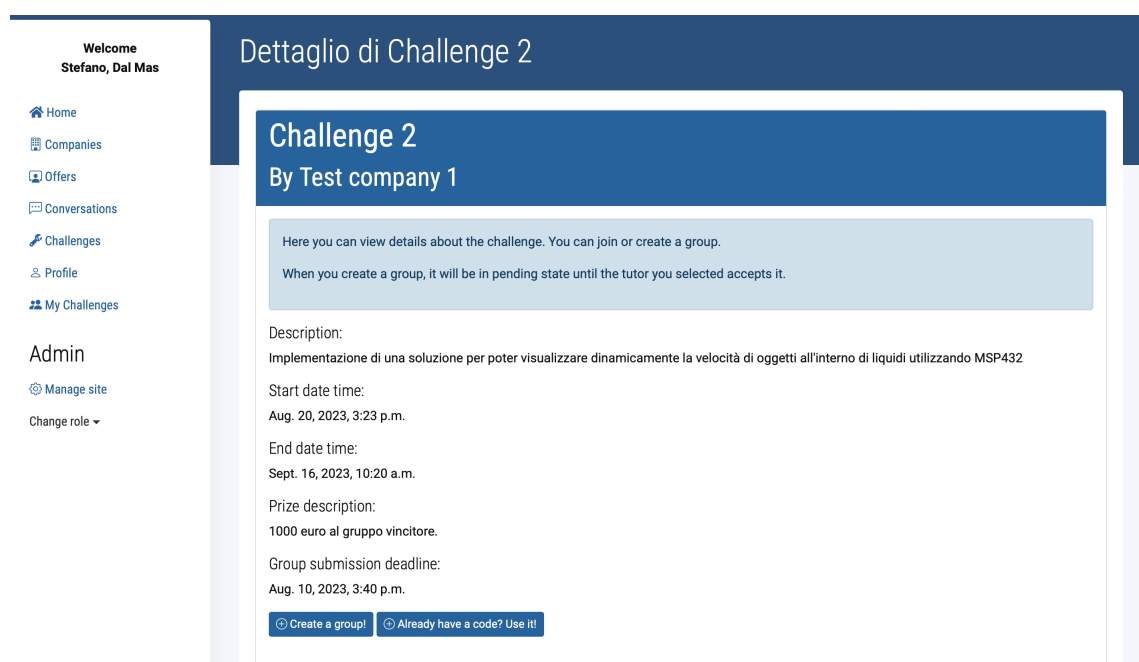 Welcome
Stefano, Dal Mas
Home
Companies
Offers
Conversations
Challenges
Profile
My Challenges
Admin
Manage site
Change role
Dettaglio di Challenge 2
Challenge 2
By Test company 1
Here you can view details about the challenge. You can join or create a group.
When you create a group, it will be in pending state until the tutor you selected accepts it.
Description:
Implementazione di una soluzione per poter visualizzare dinamicamente la velocità di oggetti all'interno di liquidi utilizzando MSP432
Start date time:
Aug. 20, 2023, 3:23 p.m.
End date time:
Sept. 16, 2023, 10:20 a.m.
Prize description:
1000 euro al gruppo vincitore.
Group submission deadline:
Aug. 10, 2023, 3:40 p.m.
Create a group! Already have a code? Use it!